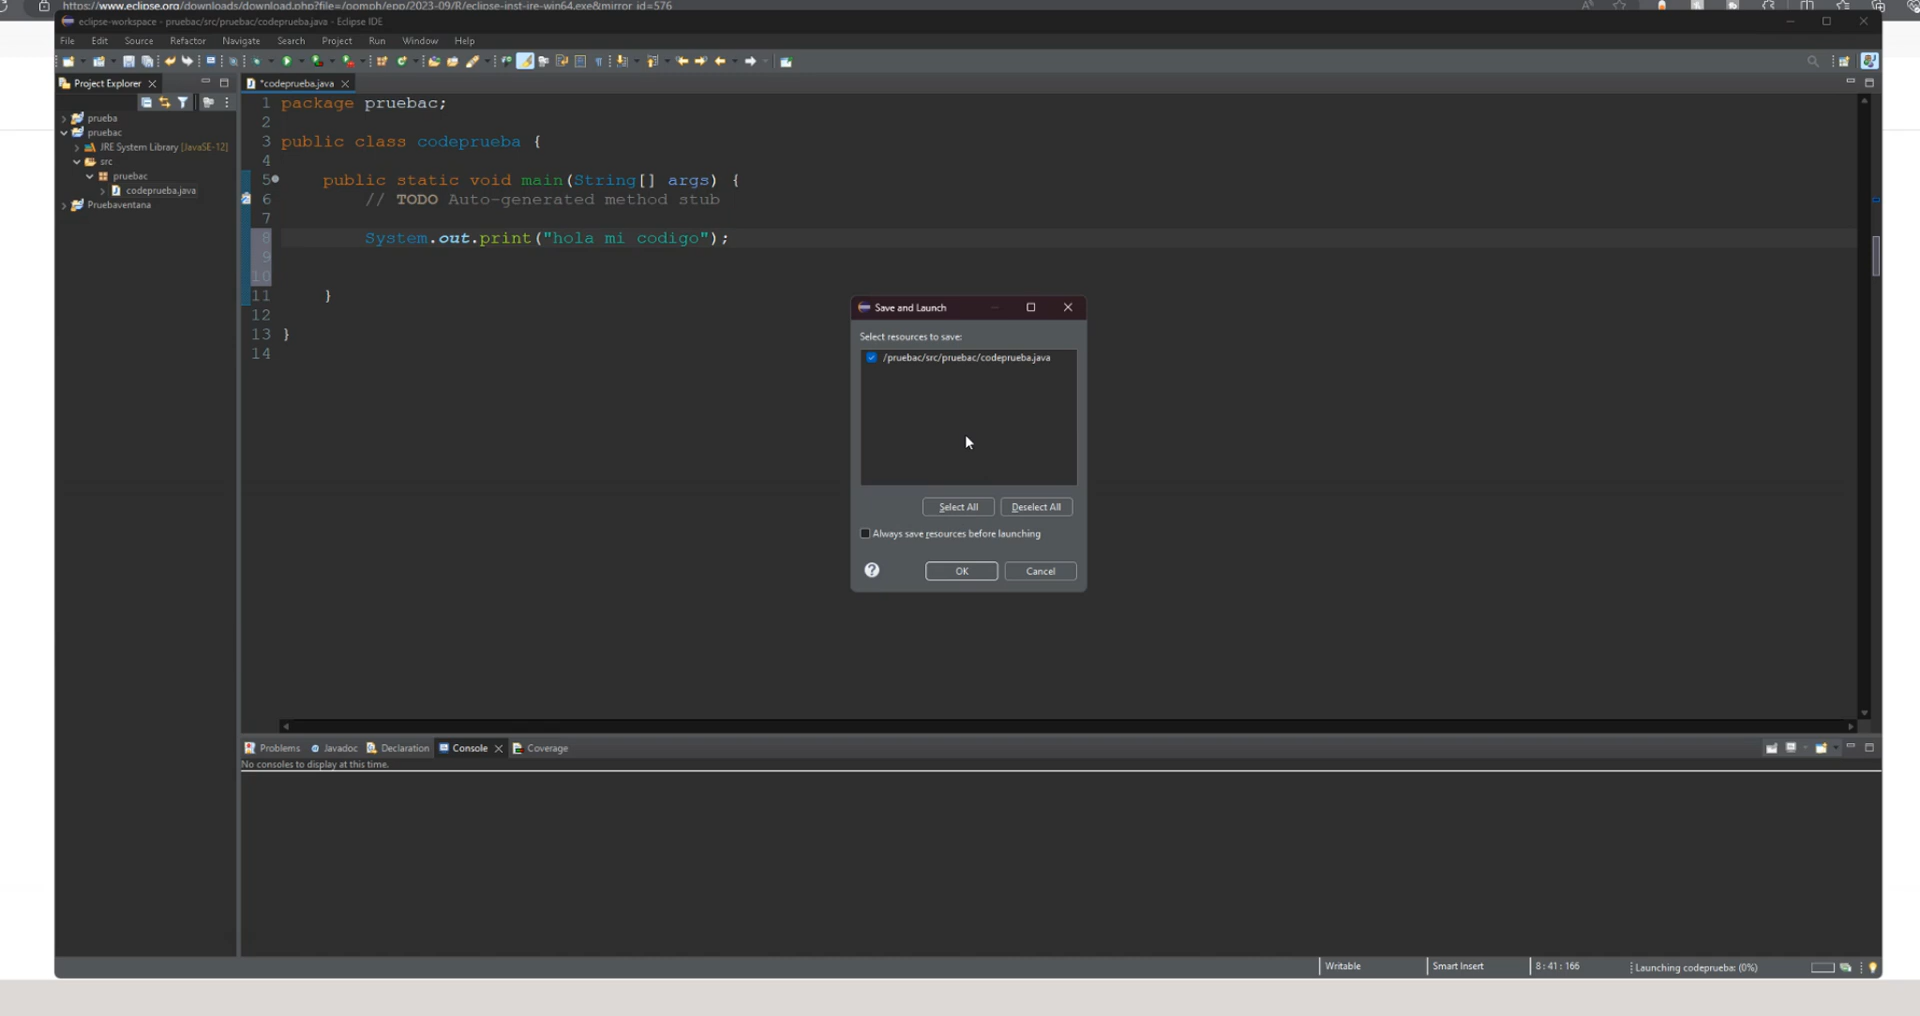 https://www.eclipse.org/downloads/download.php?file=/oomph/epp/2023-09/R/eclipse-inst-jre-win64.exe&mirror_id=576
eclipse-workspace - pruebac/src/pruebac/codeprueba.java - Eclipse IDE
File Edit Source Refactor Navigate Search Project Run Window Help
Project Explorer
*codeprueba.java
prueba
pruebac
JRE System Library [JavaSE-12]
src
pruebac
codeprueba.java
Pruebaventana
1 package pruebac;
2
3 public class codeprueba {
4
5 public static void main(String[] args) {
6 // TODO Auto-generated method stub
7
8 System.out.print("hola mi codigo");
9
10
11 }
12
13 }
14
Save and Launch
Select resources to save:
/pruebac/src/pruebac/codeprueba.java
Select All Deselect All
Always save resources before launching
OK Cancel
Problems Javadoc Declaration Console Coverage
No consoles to display at this time.
Writable Smart Insert 8 : 41 : 166 Launching codeprueba: (0%)